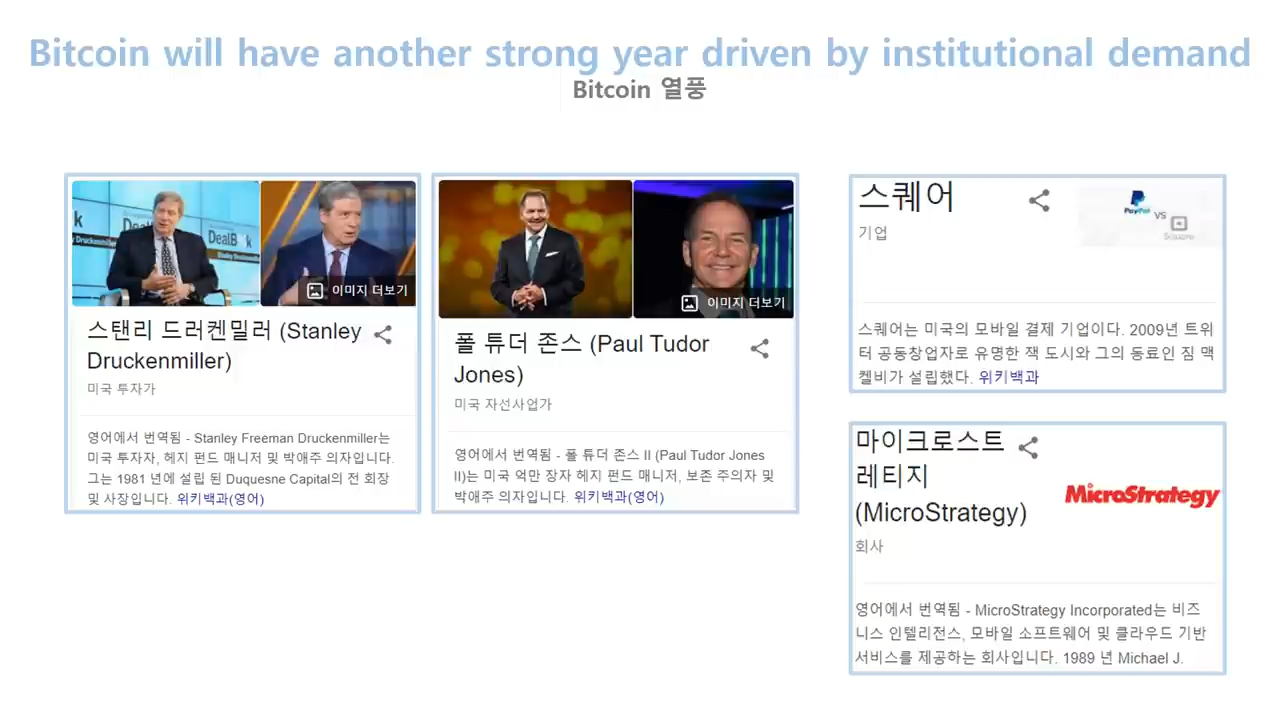 Bitcoin will have another strong year driven by institutional demand
Bitcoin 열풍
k
y Druckenmiller
DealB k
이미지 더보기
스탠리 드러켄밀러 (Stanley
Druckenmiller)
미국 투자가
영어에서 번역됨 - Stanley Freeman Druckenmiller는
미국 투자자, 헤지 펀드 매니저 및 박애주 의자입니다.
그는 1981 년에 설립 된 Duquesne Capital의 전 회장
및 사장입니다. 위키백과(영어)
이미지 더보기
폴 튜더 존스 (Paul Tudor
Jones)
미국 자선사업가
영어에서 번역됨 - 폴 튜더 존스 II (Paul Tudor Jones
II)는 미국 억만 장자 헤지 펀드 매니저, 보존 주의자 및
박애주 의자입니다. 위키백과(영어)
스퀘어
기업
PayPal
VS
Square
스퀘어는 미국의 모바일 결제 기업이다. 2009년 트위
터 공동창업자로 유명한 잭 도시와 그의 동료인 짐 맥
켈비가 설립했다. 위키백과
마이크로스트
레티지
(MicroStrategy)
회사
MicroStrategy
영어에서 번역됨 - MicroStrategy Incorporated는 비즈
니스 인텔리전스, 모바일 소프트웨어 및 클라우드 기반
서비스를 제공하는 회사입니다. 1989 년 Michael J.